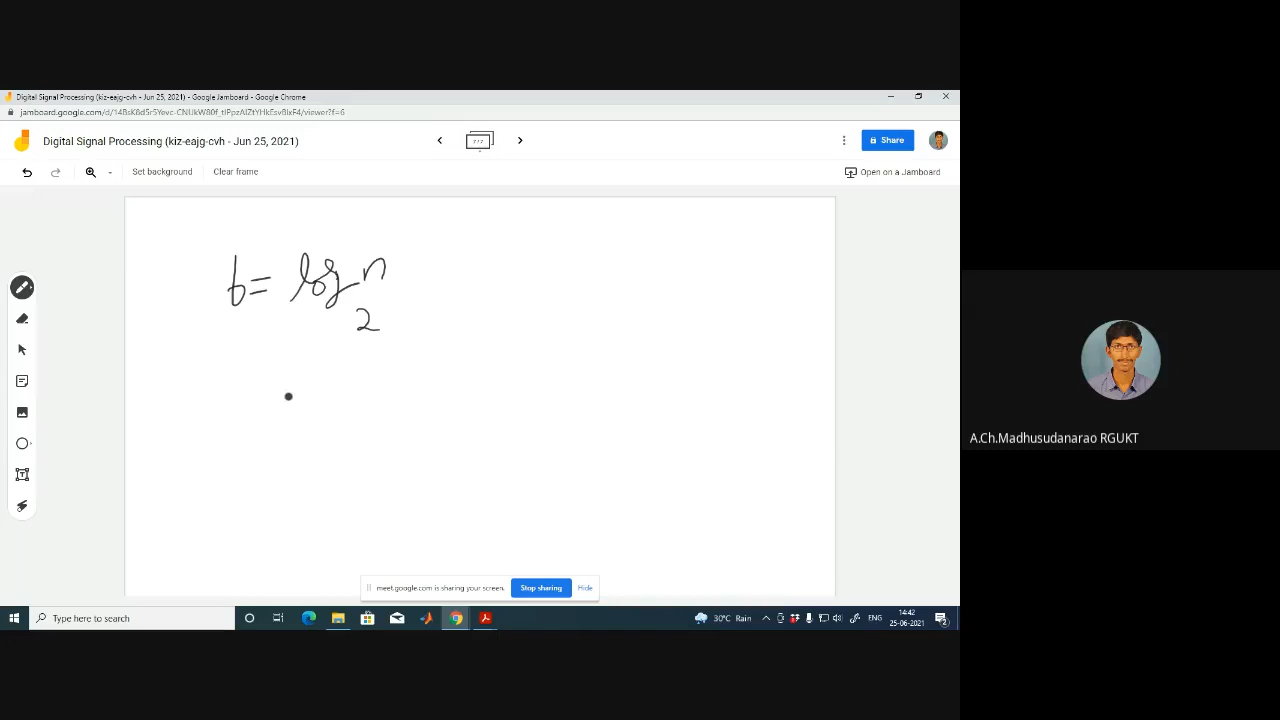 Digital Signal Processing (kiz-eajg-cvh - Jun 25, 2021) - Google Jamboard - Google Chrome
Digital Signal Processing (kiz-eajg-cvh - Jun 25, 2021)
Share
Set background
Clear frame
Open on a Jamboard
b = log n
2
A.Ch.Madhusudanarao RGUKT
meet.google.com is sharing your screen.
Stop sharing
Hide
Type here to search
30°C Rain
ENG
14:42
25-06-2021